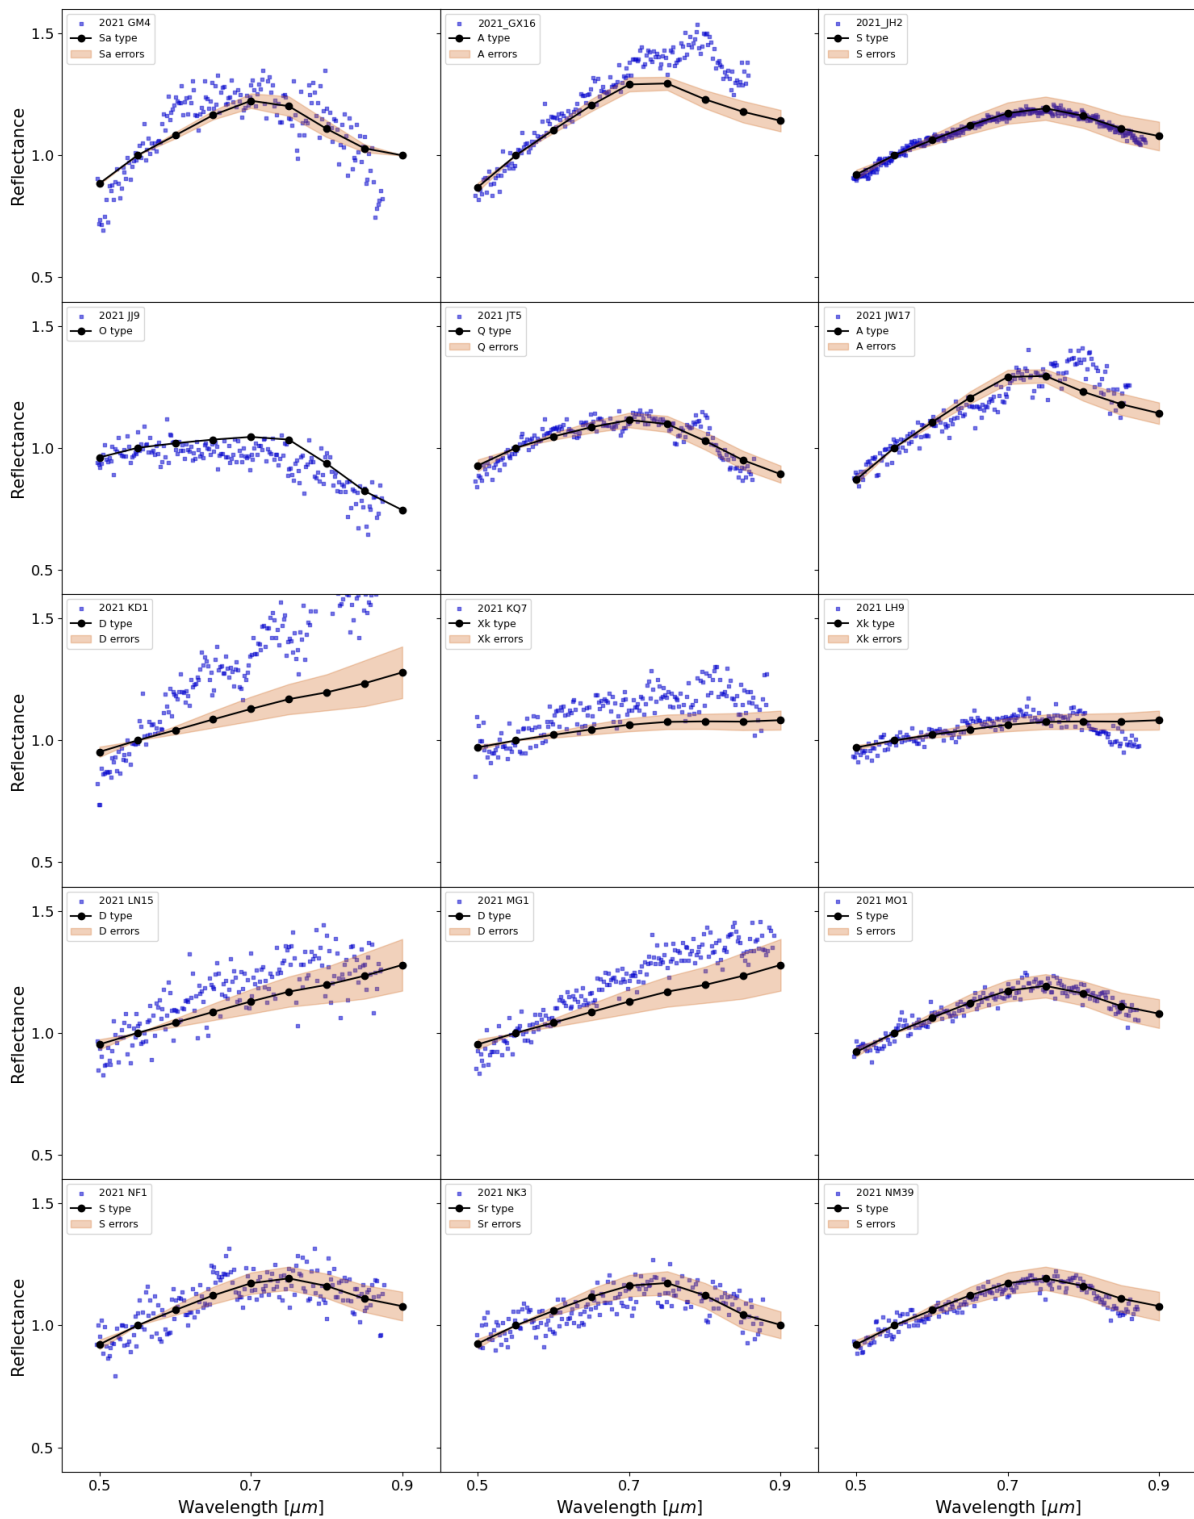 2021 GM4
Sa type
Sa errors
2021_GX16
A type
A errors
2021_JH2
S type
S errors
1.5
1.0
0.5
Reflectance
2021 JJ9
O type
2021 JT5
Q type
Q errors
2021 JW17
A type
A errors
1.5
1.0
0.5
Reflectance
2021 KD1
D type
D errors
2021 KQ7
Xk type
Xk errors
2021 LH9
Xk type
Xk errors
1.5
1.0
0.5
Reflectance
2021 LN15
D type
D errors
2021 MG1
D type
D errors
2021 MO1
S type
S errors
1.5
1.0
0.5
Reflectance
2021 NF1
S type
S errors
2021 NK3
Sr type
Sr errors
2021 NM39
S type
S errors
1.5
1.0
0.5
Reflectance
0.5 0.7 0.9
0.5 0.7 0.9
0.5 0.7 0.9
Wavelength [μm]
Wavelength [μm]
Wavelength [μm]